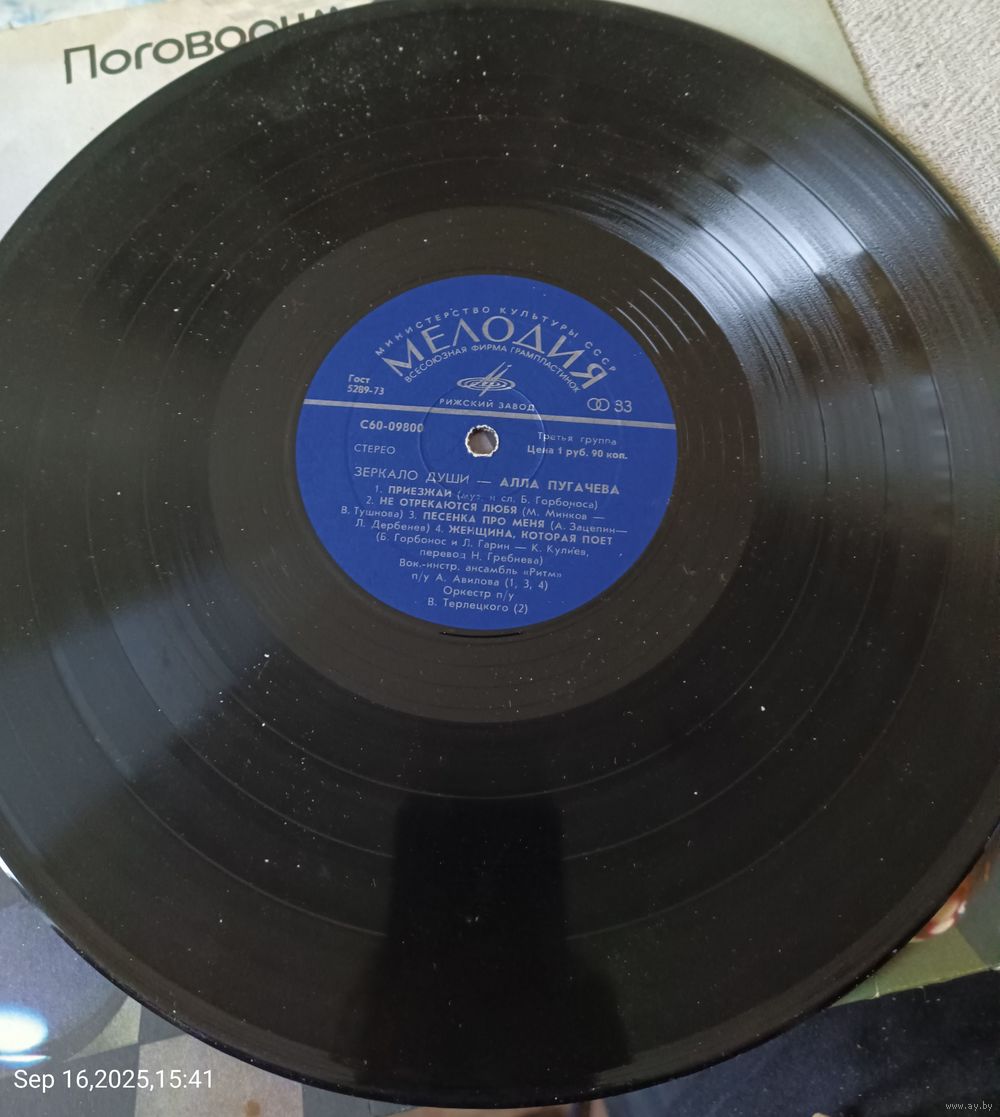 Поговори
МИНИСТЕРСТВО КУЛЬТУРЫ СССР
МЕЛОДИЯ
ВСЕСОЮЗНАЯ ФИРМА ГРАМПЛАСТИНОК
Гост
5289-73
РИЖСКИЙ ЗАВОД
33
С60-09800
Третья группа
СТЕРЕО
Цена 1 руб. 90 коп.
ЗЕРКАЛО ДУШИ — АЛЛА ПУГАЧЕВА
1. ПРИЕЗЖАЙ (муз. и сл. Б. Горбоноса)
2. НЕ ОТРЕКАЮТСЯ ЛЮБЯ (М. Минков —
В. Тушнова) 3. ПЕСЕНКА ПРО МЕНЯ (А. Зацепин—
Л. Дербенев) 4. ЖЕНЩИНА, КОТОРАЯ ПОЕТ
(Б. Горбонос и Л. Гарин — К. Кулиев,
перевод Н. Гребнева)
Вок.-инстр. ансамбль «Ритм»
п/у А. Авилова (1, 3, 4)
Оркестр п/у
В. Терлецкого (2)
Sep 16,2025,15:41
www.ay.by